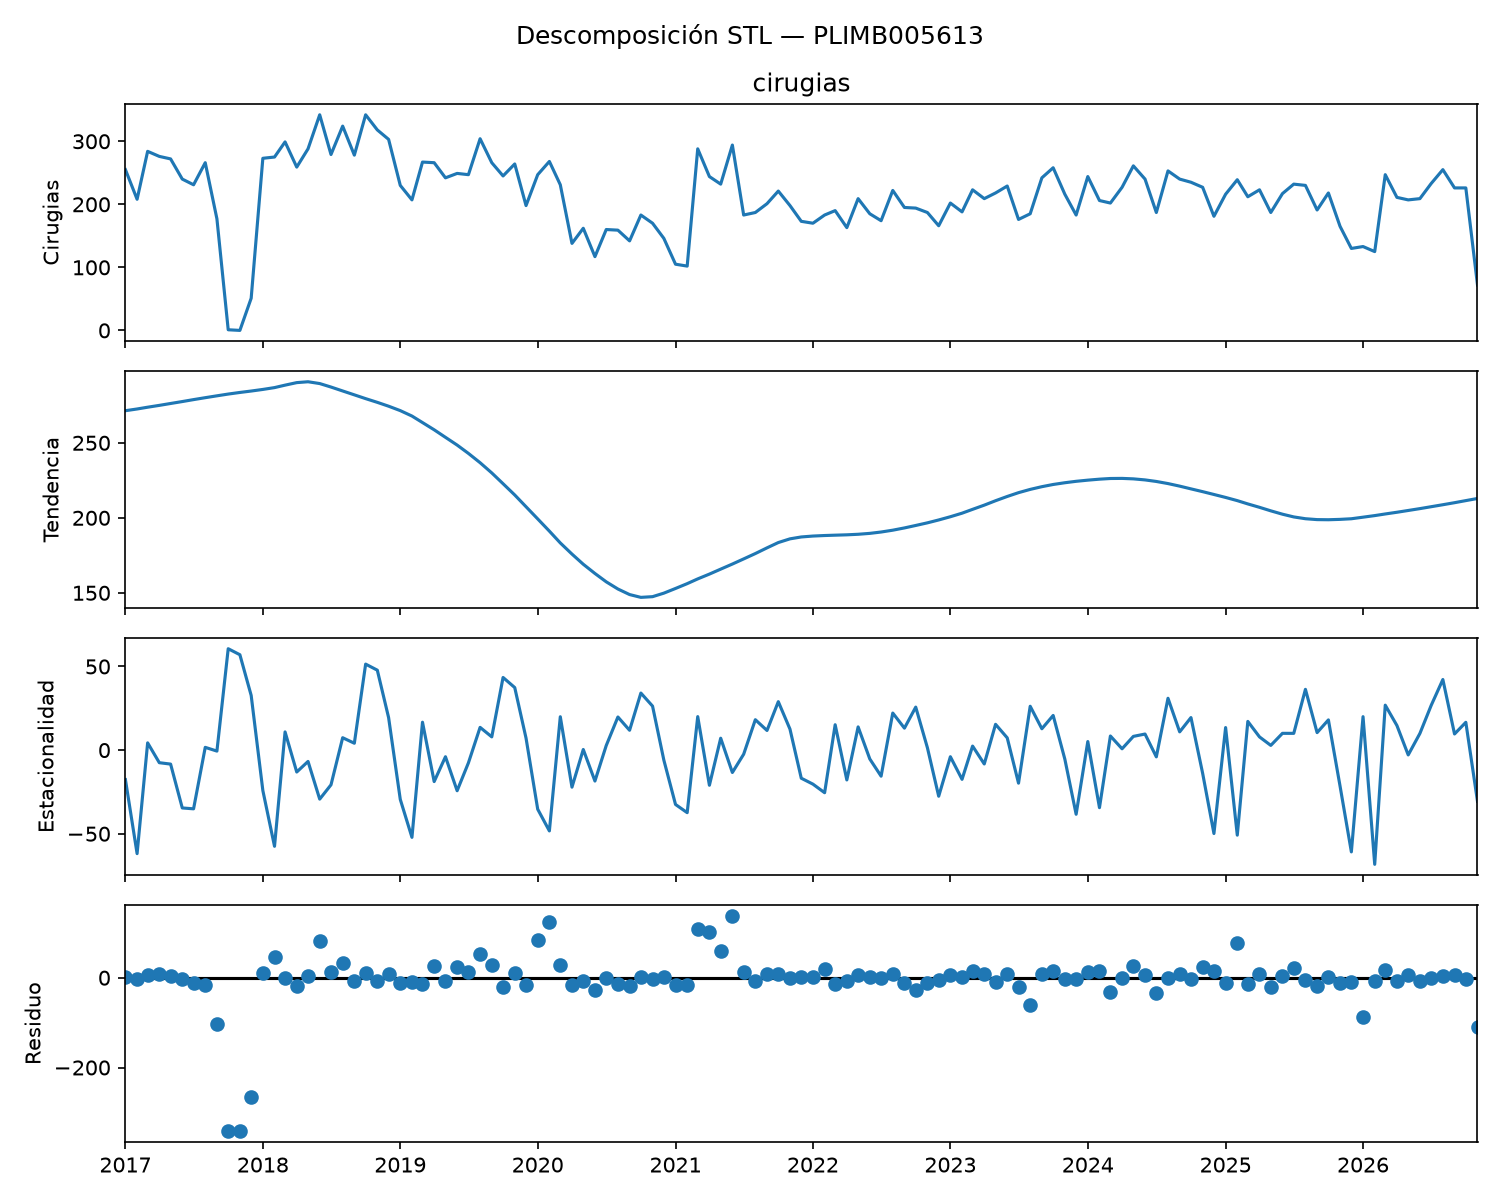 Descomposición STL — PLIMB005613
cirugias
Cirugias
300
200
100
0
Tendencia
250
200
150
Estacionalidad
50
0
−50
Residuo
0
−200
2017 2018 2019 2020 2021 2022 2023 2024 2025 2026